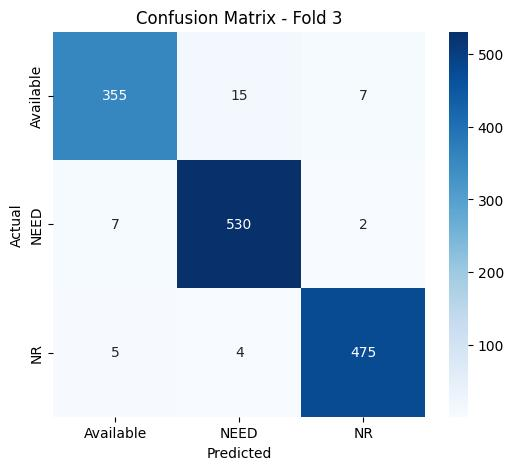 Confusion Matrix - Fold 3
Available 355 15 7
NEED 7 530 2
NR 5 4 475
Available NEED NR
Actual
Predicted
500
400
300
200
100